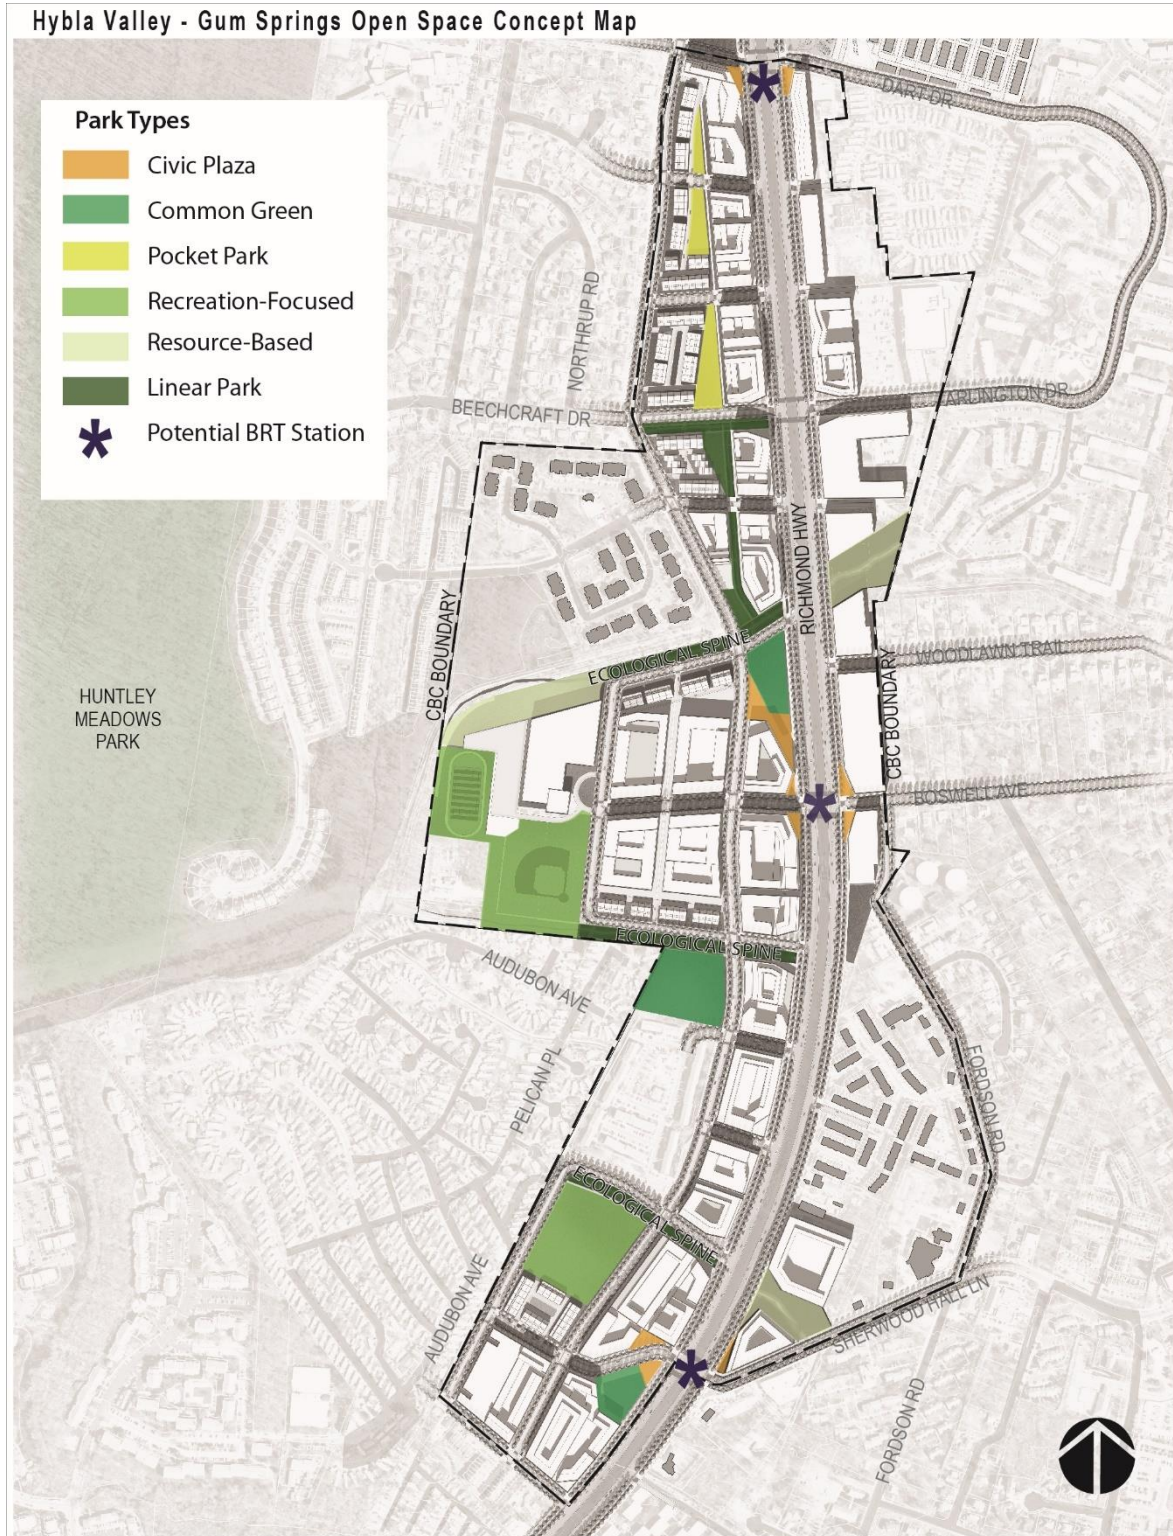 Hybla Valley - Gum Springs Open Space Concept Map
Park Types
Civic Plaza
Common Green
Pocket Park
Recreation-Focused
Resource-Based
Linear Park
Potential BRT Station
DART DR
NORTHRUP RD
BEECHCRAFT DR
ARLINGTON DR
RICHMOND HWY
CBC BOUNDARY
ECOLOGICAL SPINE
WOODLAWN TRAIL
CBC BOUNDARY
HUNTLEY
MEADOWS
PARK
BOSWELL AVE
ECOLOGICAL SPINE
AUDUBON AVE
PELICAN PL
FORDSON RD
ECOLOGICAL SPINE
AUDUBON AVE
SHERWOOD HALL LN
FORDSON RD